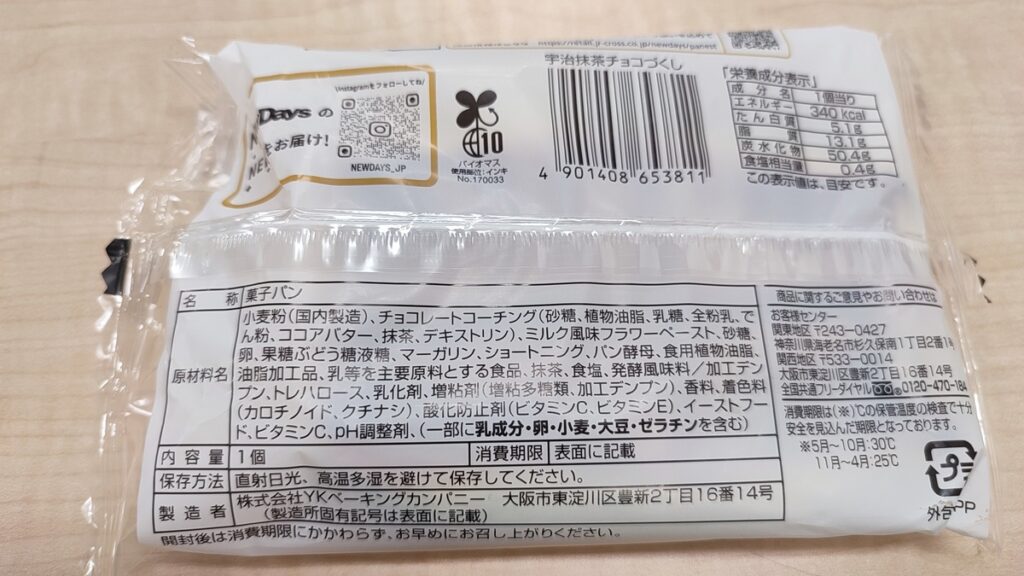 https://retail.jr-cross.co.jp/newdays/panest
Instagramをフォローしてね
Days の
をお届け!
NEW
NEWDAYS_JP
10
バイオマス
使用部位:インキ
No.170033
宇治抹茶チョコづくし
4 901408 653811
「栄養成分表示」
成分名 1個当り
エネルギー 340 kcal
たん白質 5.1g
脂質 13.1g
炭水化物 50.4g
食塩相当量 0.4g
この表示値は、目安です。
名称 菓子パン
原材料名
小麦粉(国内製造)、チョコレートコーチング(砂糖、植物油脂、乳糖、全粉乳、で
ん粉、ココアバター、抹茶、デキストリン)、ミルク風味フラワーペースト、砂糖、
卵、果糖ぶどう糖液糖、マーガリン、ショートニング、パン酵母、食用植物油脂、
油脂加工品、乳等を主要原料とする食品、抹茶、食塩、発酵風味料/加工デン
プン、トレハロース、乳化剤、増粘剤(増粘多糖類、加工デンプン)、香料、着色料
(カロチノイド、クチナシ)、酸化防止剤(ビタミンC、ビタミンE)、イーストフー
ド、ビタミンC、pH調整剤、(一部に乳成分・卵・小麦・大豆・ゼラチンを含む)
内容量 1個 消費期限 表面に記載
保存方法 直射日光、高温多湿を避けて保存してください。
製造者 株式会社YKベーキングカンパニー 大阪市東淀川区豊新2丁目16番14号
(製造所固有記号は表面に記載)
開封後は消費期限にかかわらず、お早めにお召し上がりください。
商品に関するご意見やお問い合わせは
お客様センター
関東地区 〒243-0427
神奈川県海老名市杉久保南1丁目2番1号
関西地区 〒533-0014
大阪市東淀川区豊新2丁目16番14号
全国共通フリーダイヤル 0120-470-184
消費期限は(※)℃の保管温度の検査で十分
安全を見込んだ期限となっております。
※5月~10月:30℃
11月~4月:25℃
プラ
外台:PP